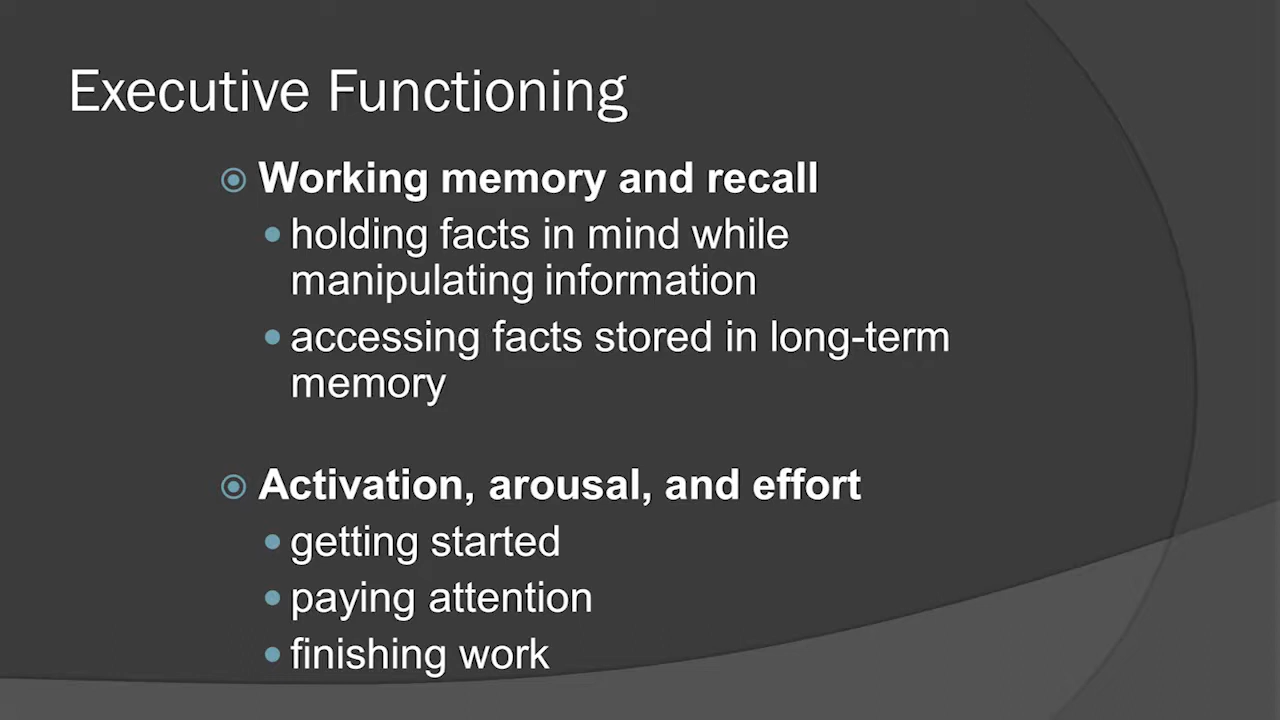 Executive Functioning
Working memory and recall
holding facts in mind while
manipulating information
accessing facts stored in long-term
memory
Activation, arousal, and effort
getting started
paying attention
finishing work